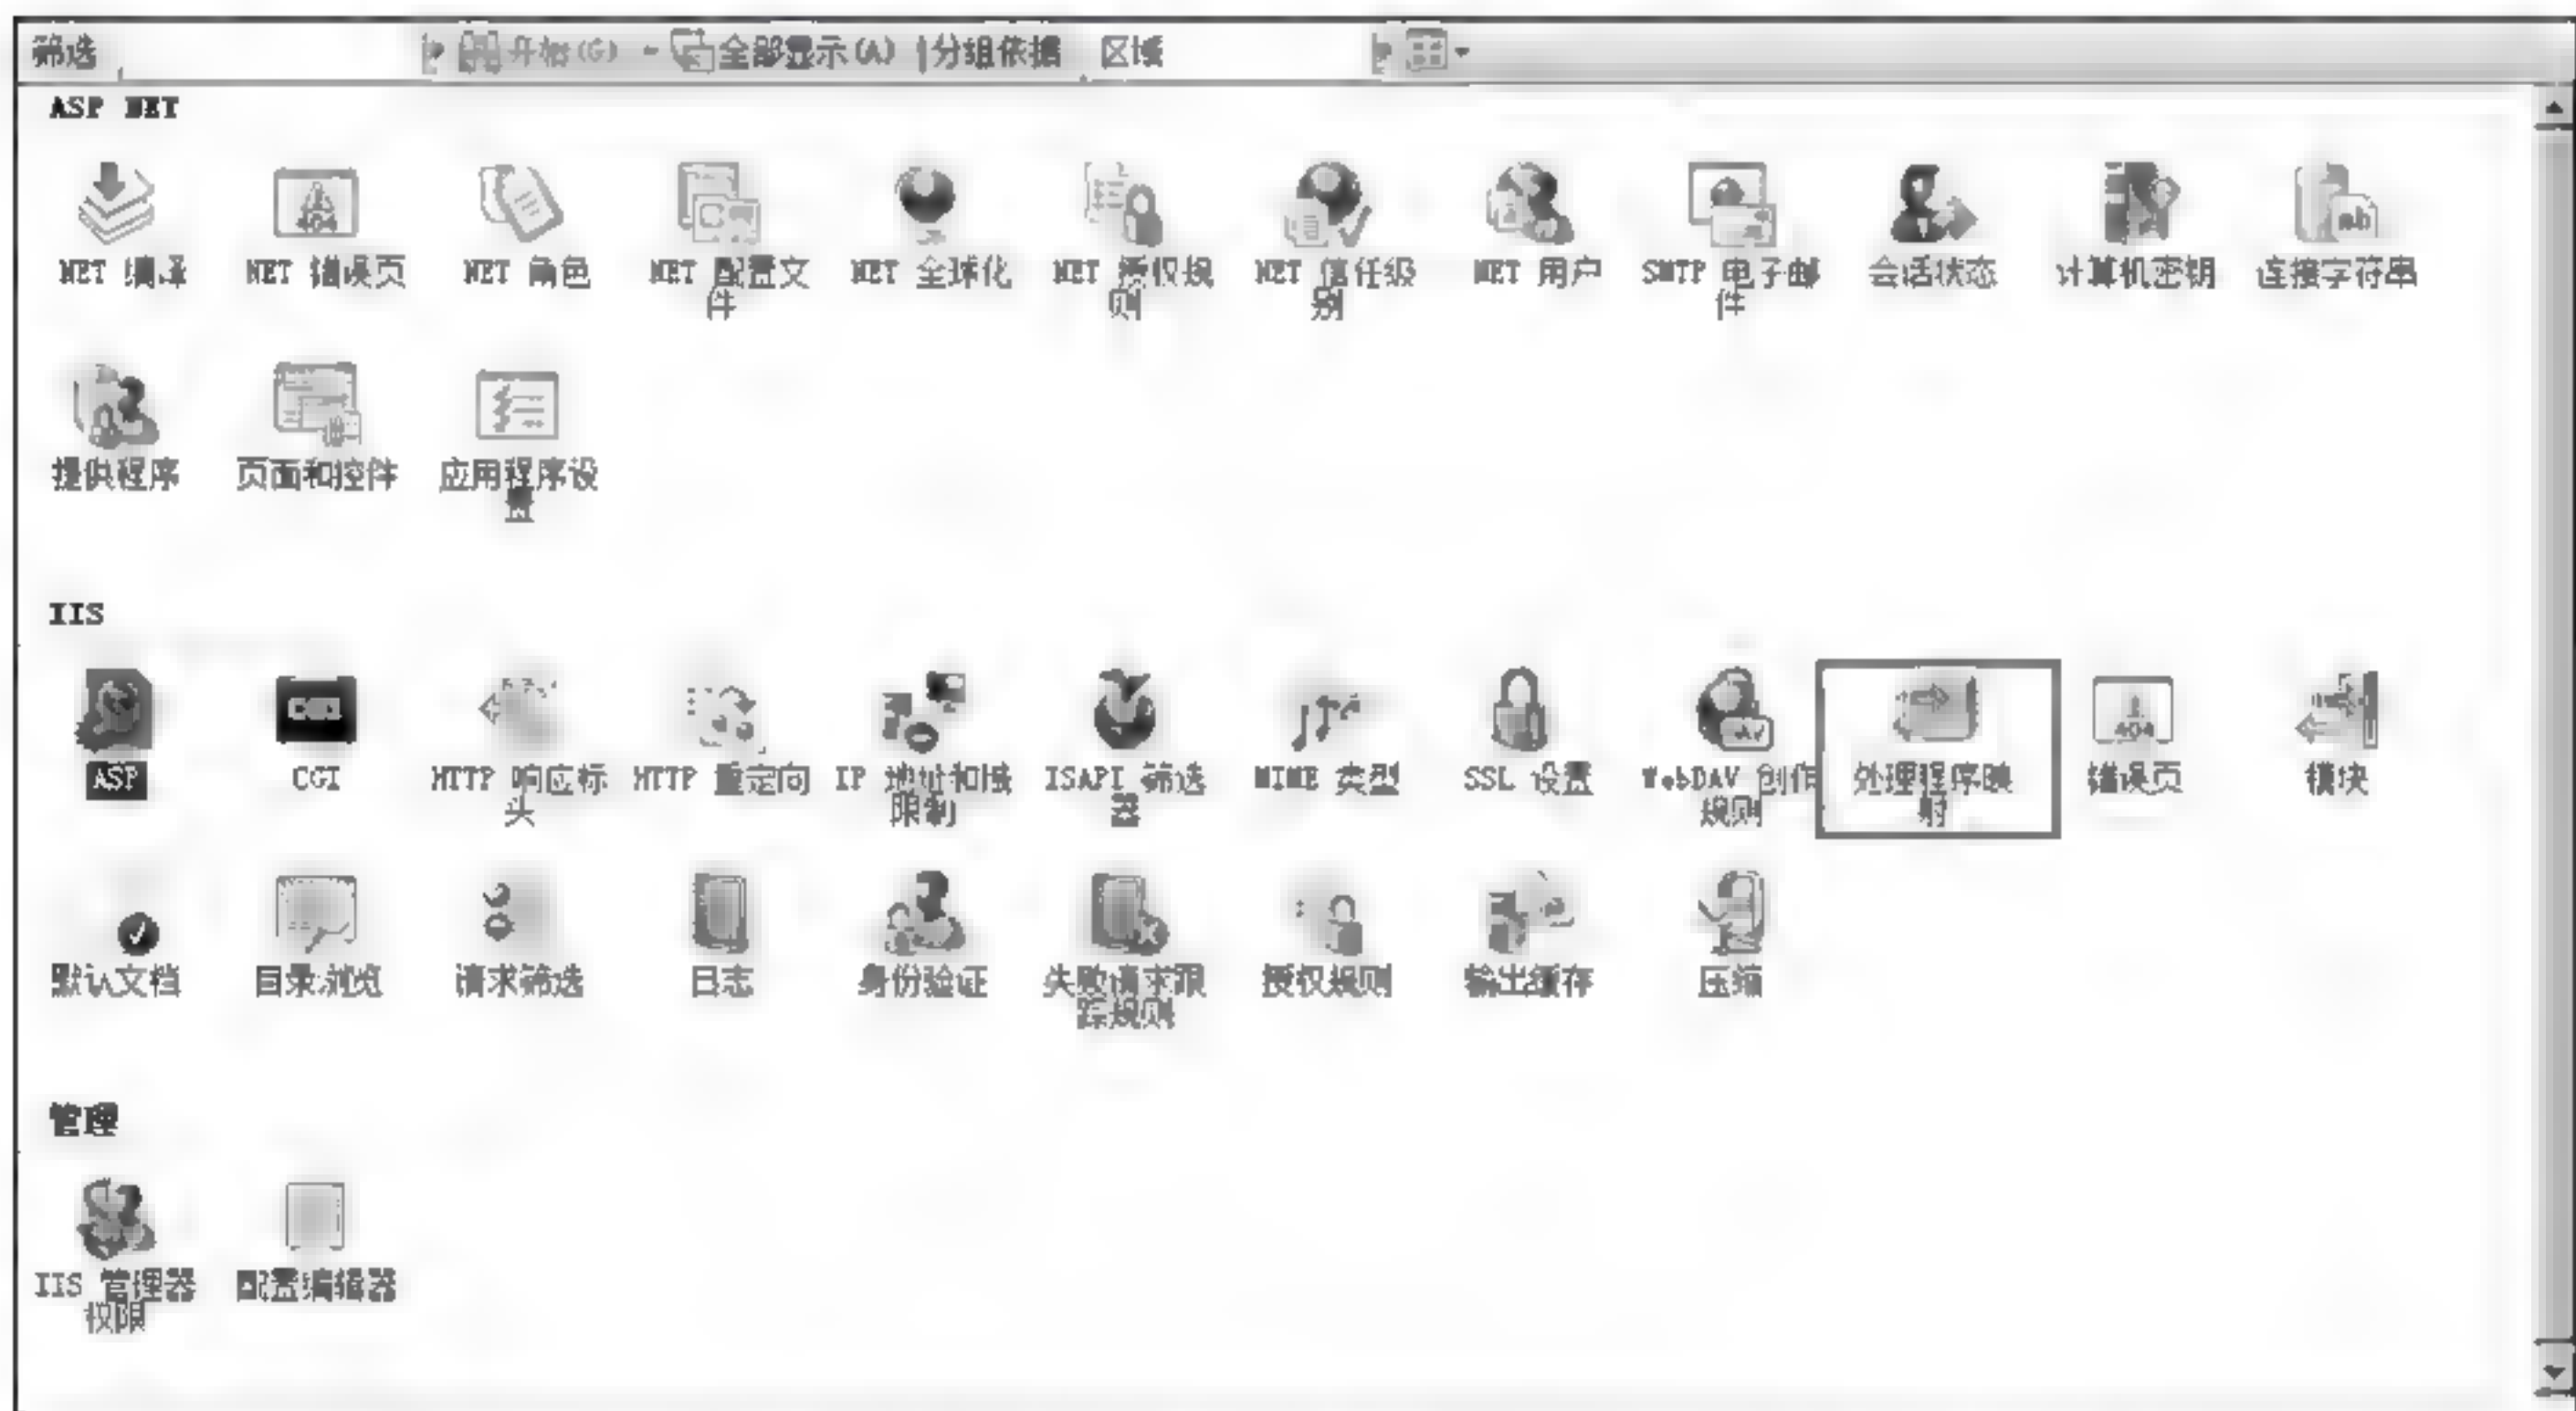 筛选 开始(G) 全部显示(A) 分组依据 区域
ASP NET
NET 编译 NET 错误页 NET 角色 NET 配置文件 NET 全球化 NET 授权规则 NET 信任级别 NET 用户 SMTP 电子邮件 会话状态 计算机密钥 连接字符串
提供程序 页面和控件 应用程序设置
IIS
ASP CGI HTTP 响应标头 HTTP 重定向 IP 地址和域限制 ISAPI 筛选器 MIME 类型 SSL 设置 WebDAV 创作规则 处理程序映射 错误页 模块
默认文档 目录浏览 请求筛选 日志 身份验证 失败请求跟踪规则 授权规则 输出缓存 压缩
管理
IIS 管理器权限 配置编辑器